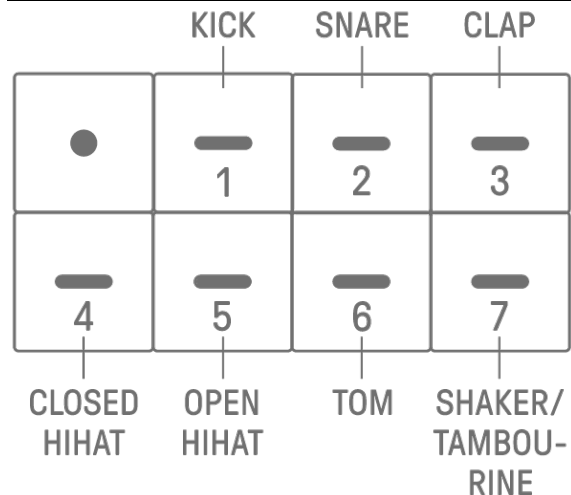 KICK SNARE CLAP
1 2 3
4 5 6 7
CLOSED HIHAT OPEN HIHAT TOM SHAKER/TAMBOU-RINE